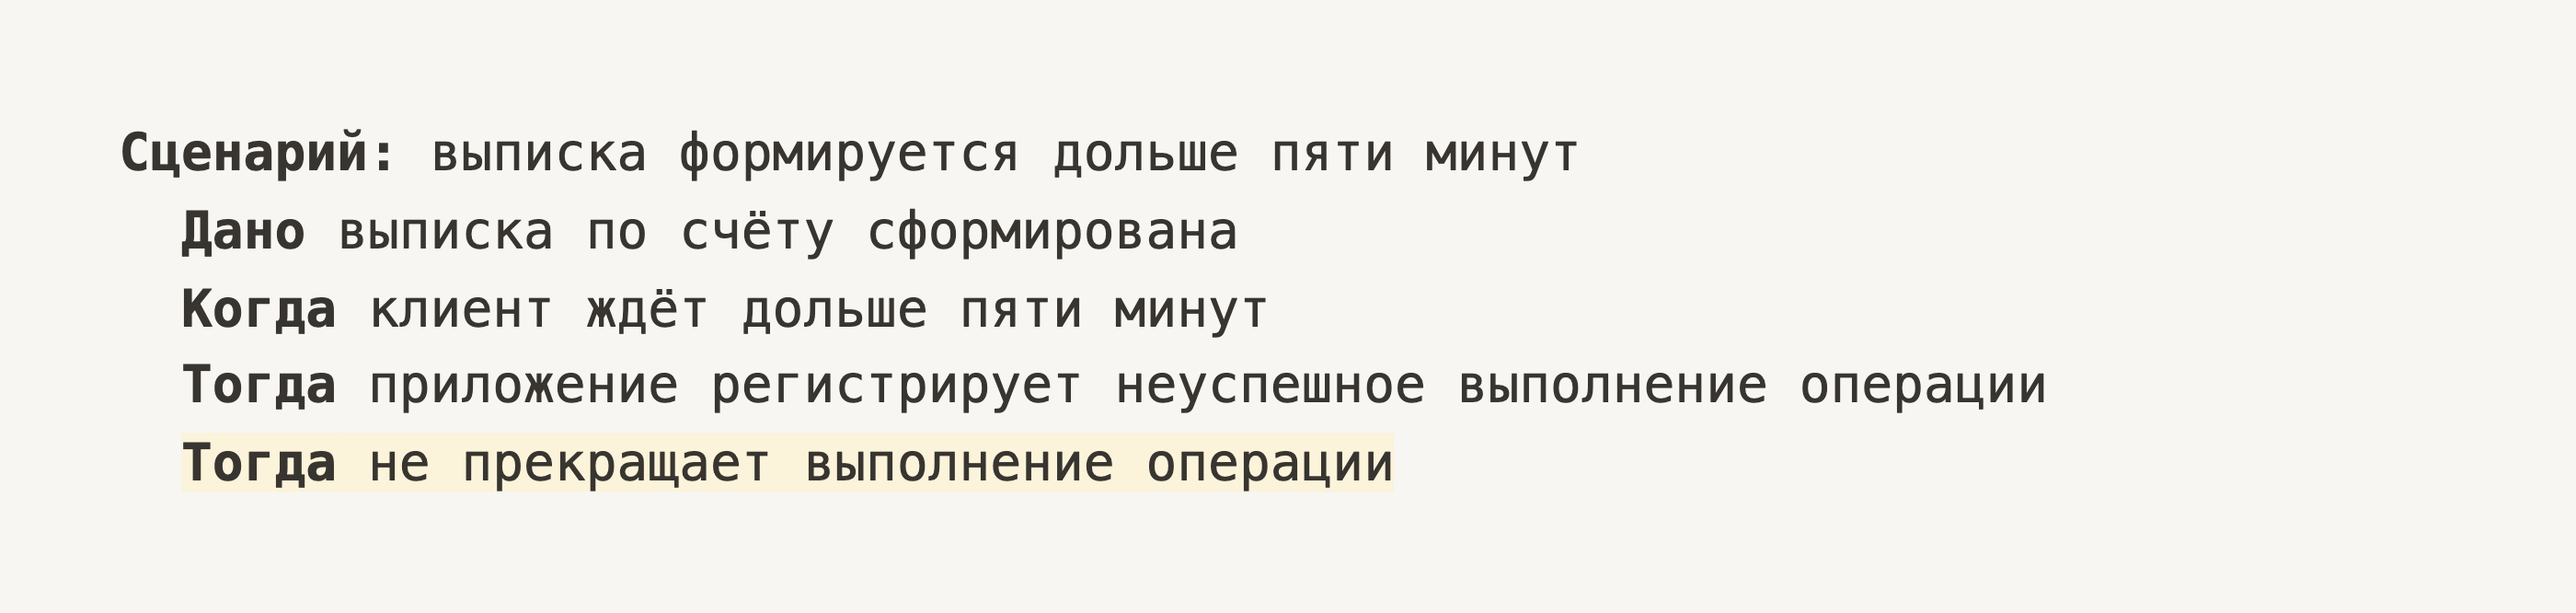 Сценарий: выписка формируется дольше пяти минут
Дано выписка по счёту сформирована
Когда клиент ждёт дольше пяти минут
Тогда приложение регистрирует неуспешное выполнение операции
Тогда не прекращает выполнение операции